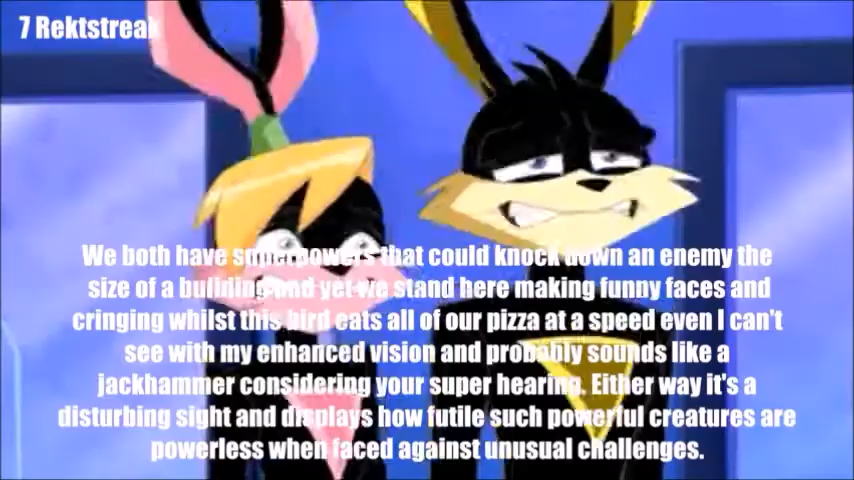 7 Rektstreak
We both have superpowers that could knock down an enemy the
size of a building and yet we stand here making funny faces and
cringing whilst this bird eats all of our pizza at a speed even I can't
see with my enhanced vision and probably sounds like a
jackhammer considering your super hearing. Either way it's a
disturbing sight and displays how futile such powerful creatures are
powerless when faced against unusual challenges.